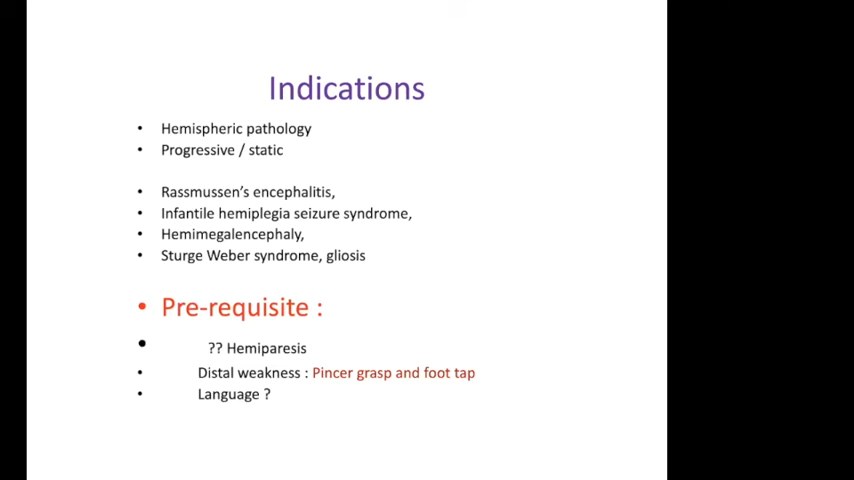 Indications
• Hemispheric pathology
• Progressive / static
• Rassmussen's encephalitis,
• Infantile hemiplegia seizure syndrome,
• Hemimegalencephaly,
• Sturge Weber syndrome, gliosis
• Pre-requisite :
• ?? Hemiparesis
• Distal weakness : Pincer grasp and foot tap
• Language ?